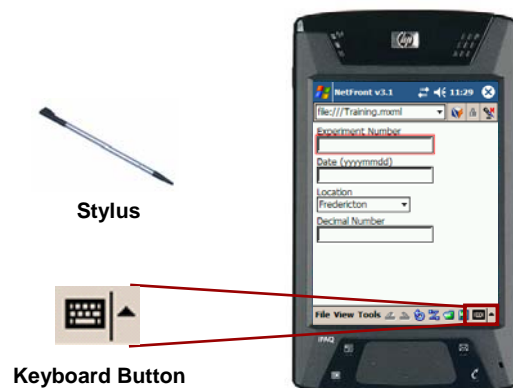 hp
NetFront v3.1
11:29
file:///Training.mxml
Experiment Number
Date (yyyymmdd)
Location
Fredericton
Decimal Number
File View Tools
iPAQ
Stylus
Keyboard Button